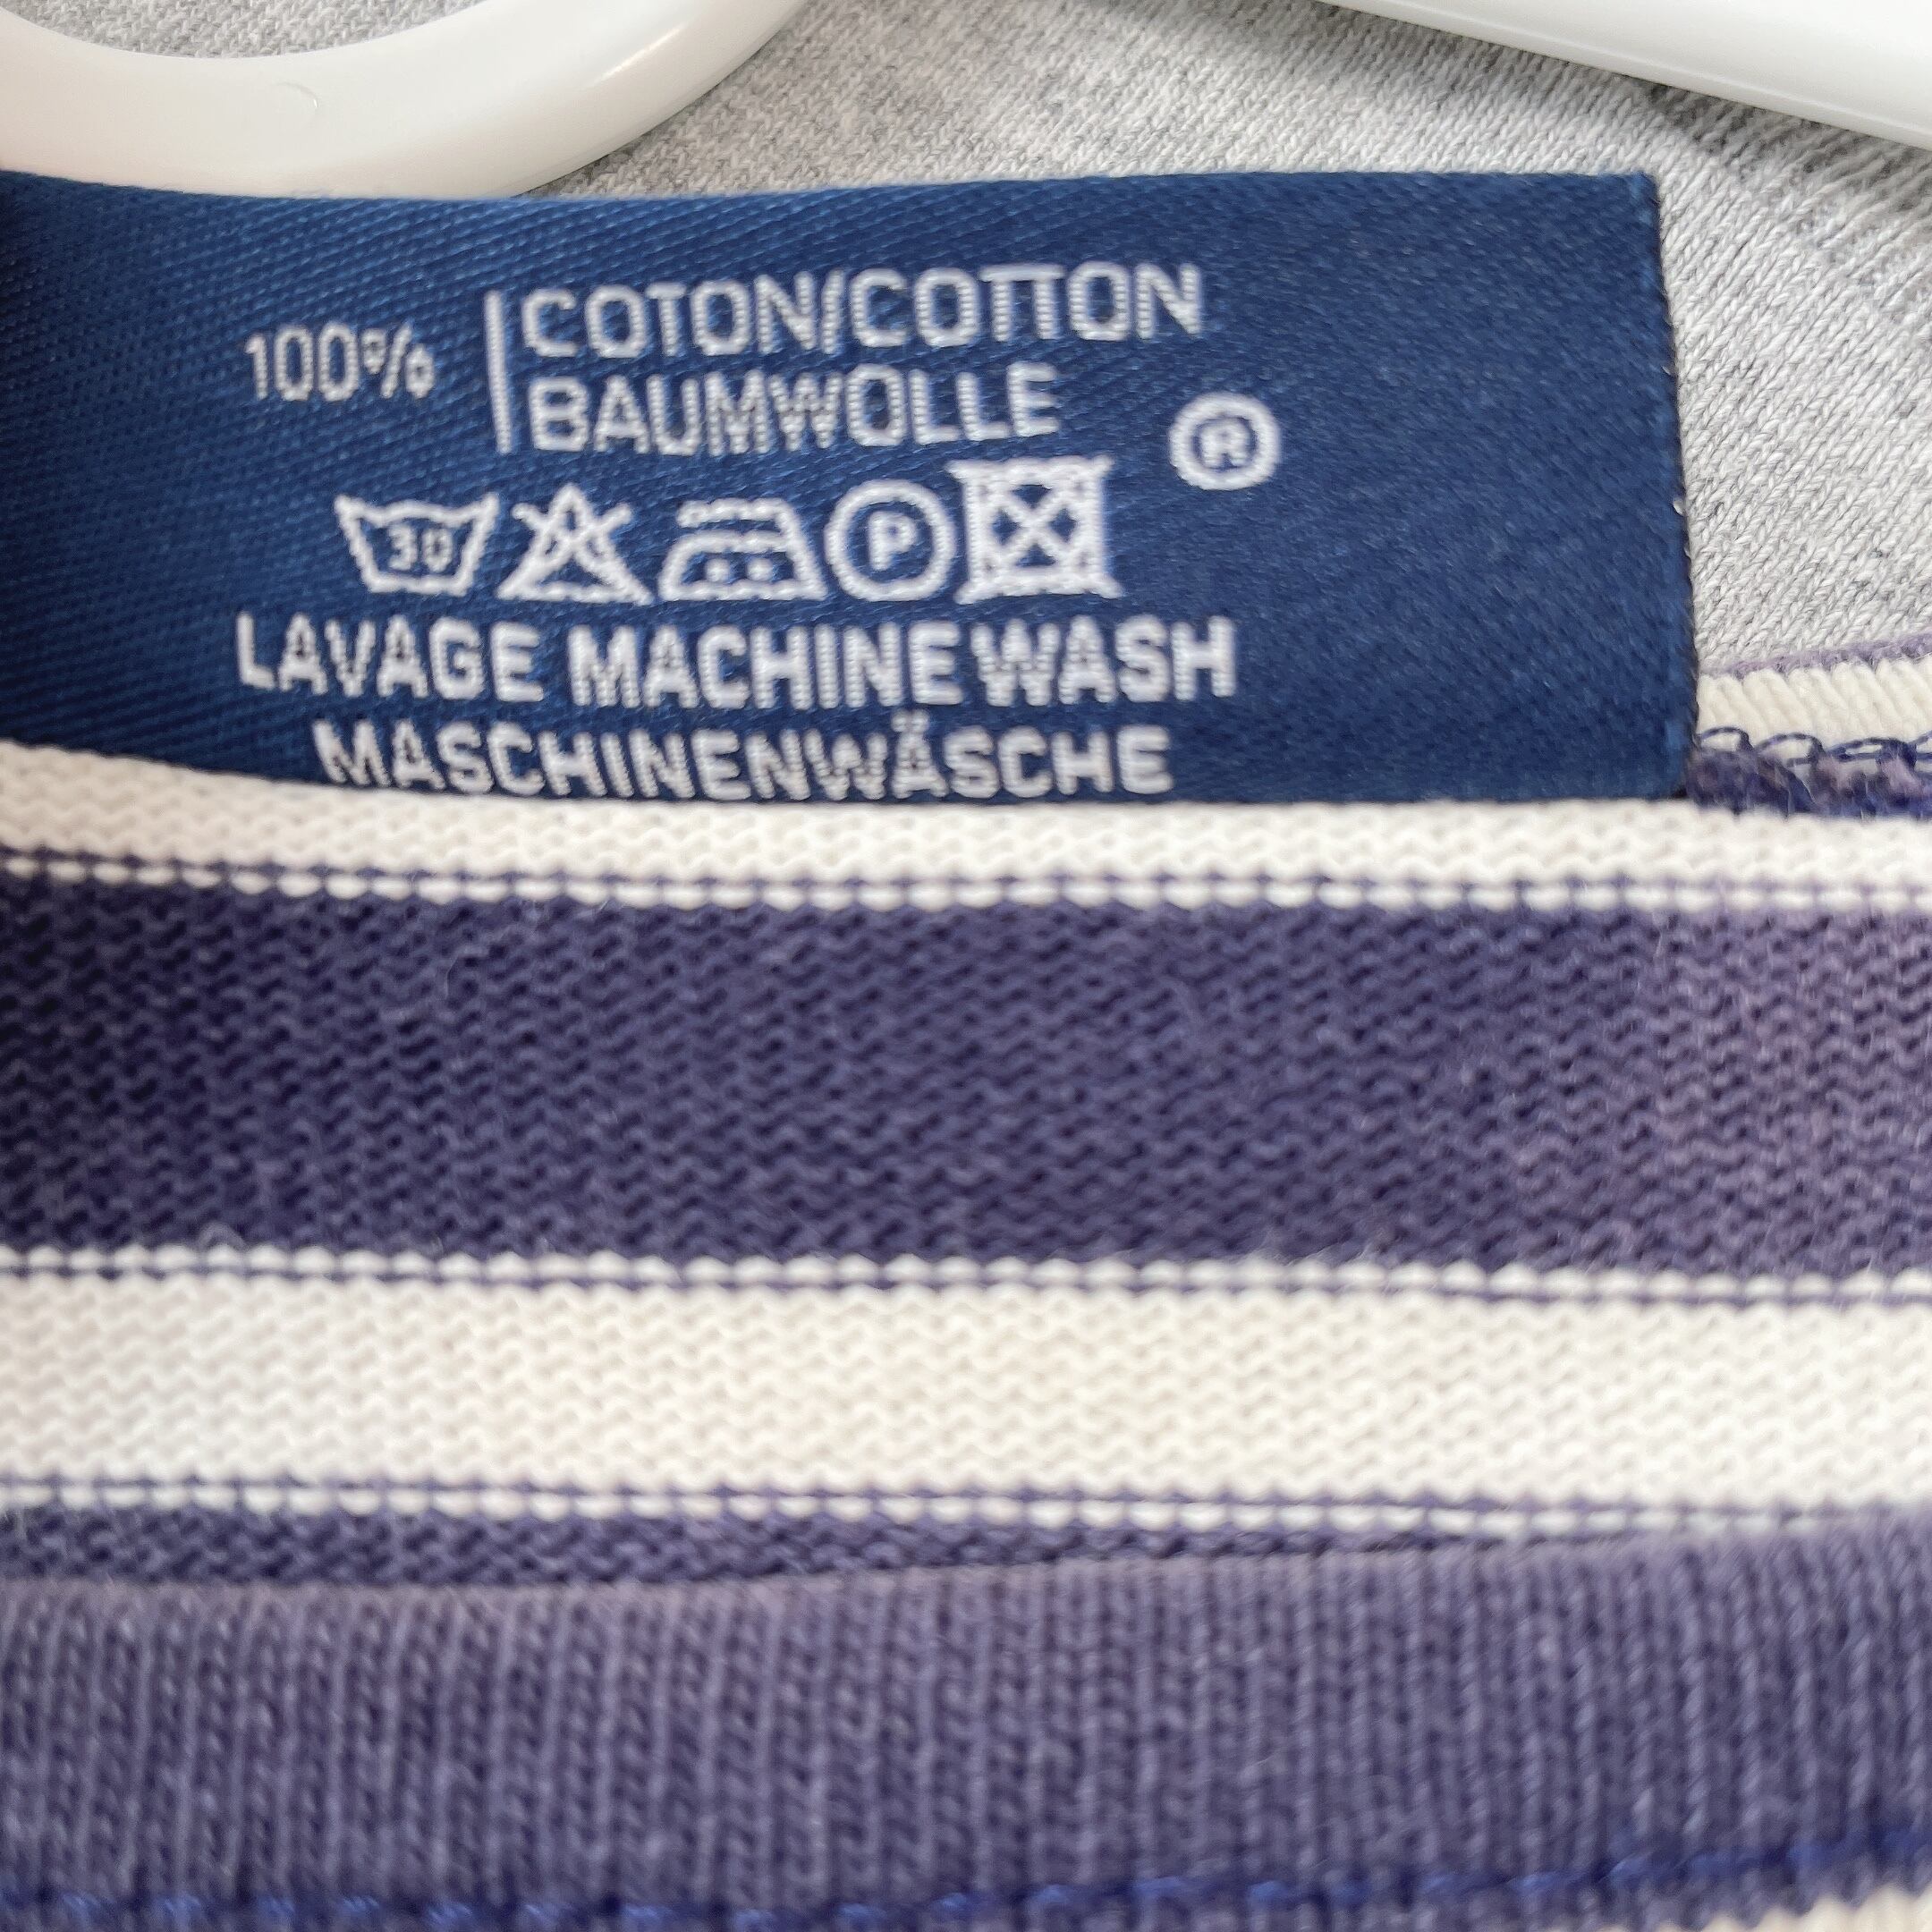 100% COTON/COTTON
BAUMWOLLE
®
30 P
LAVAGE MACHINE WASH
MASCHINENWÄSCHE